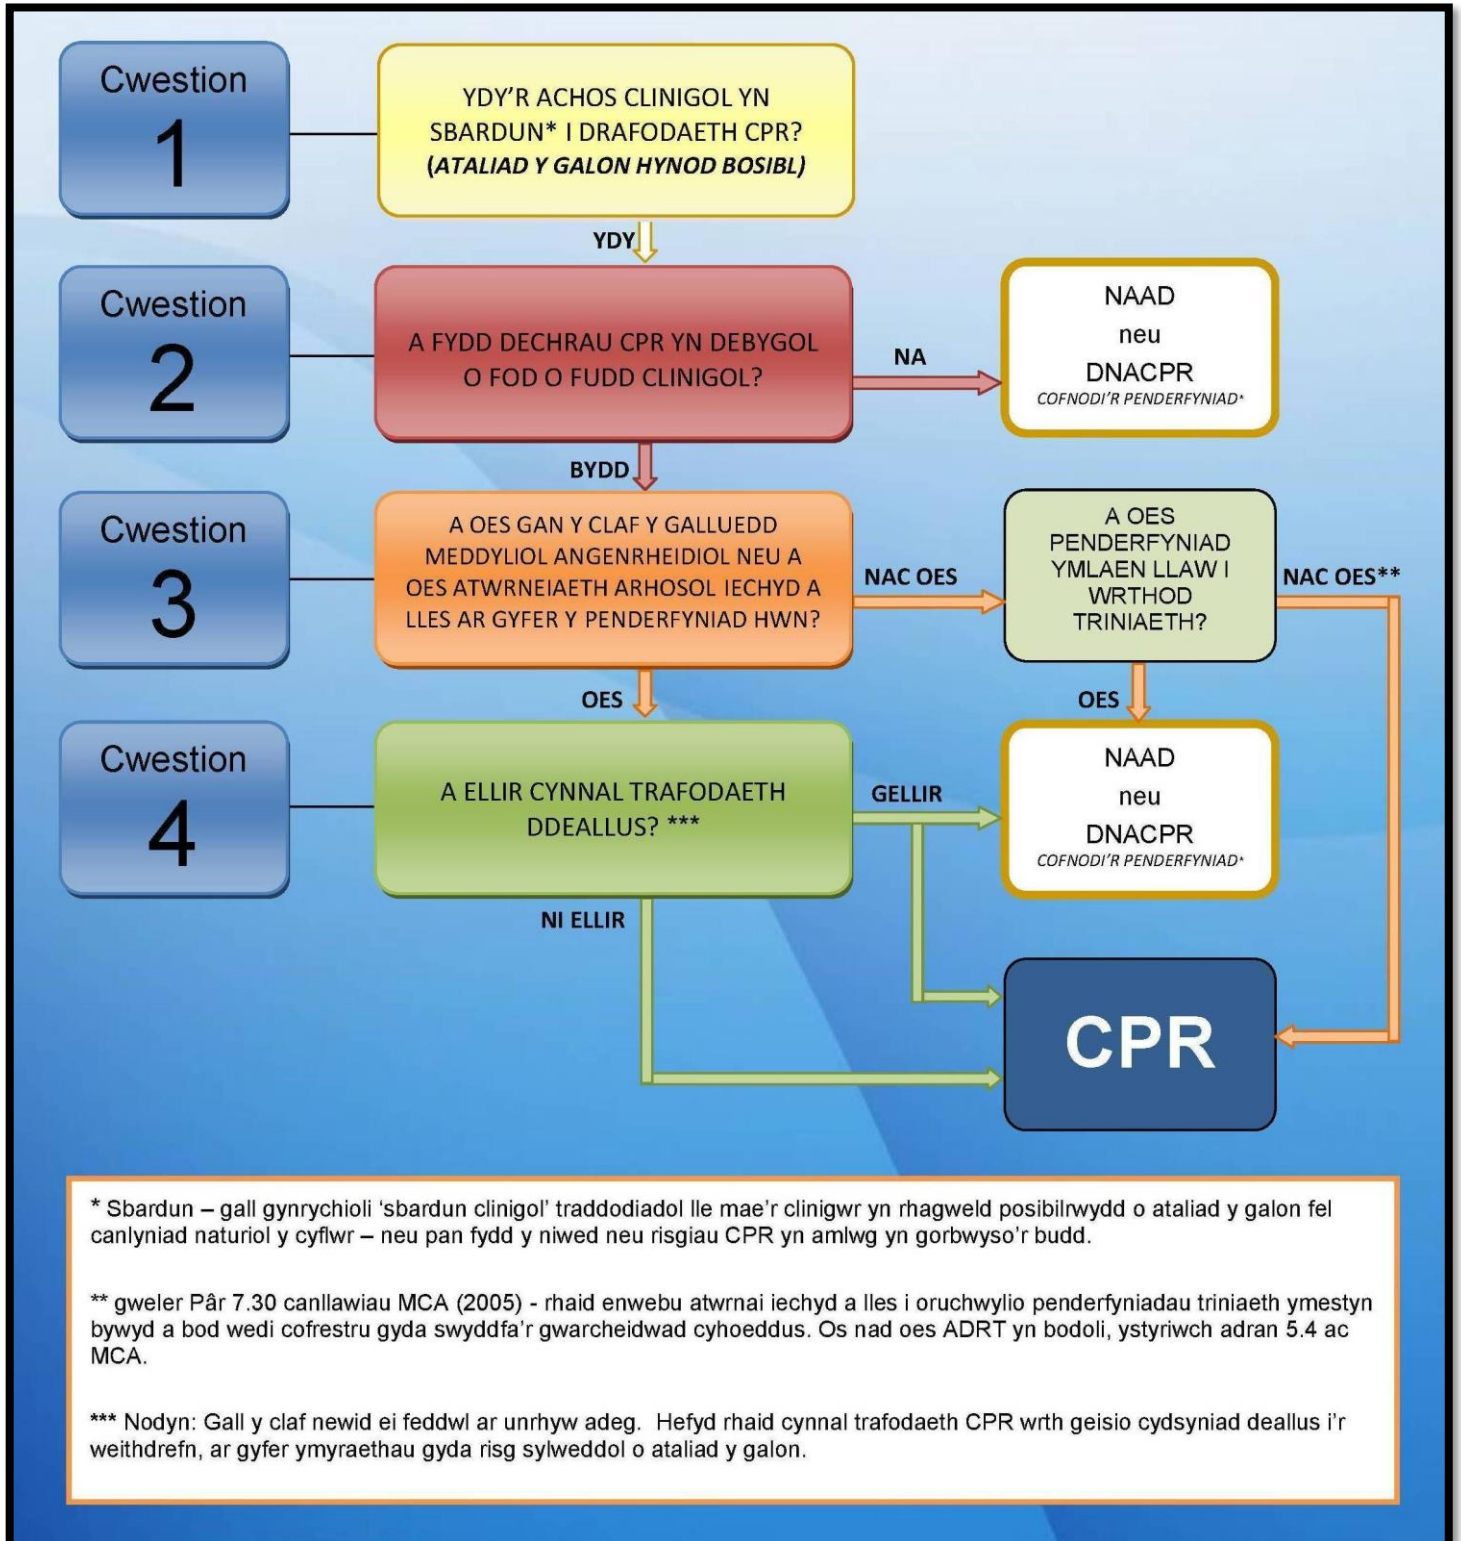 Cwestion
1
YDY'R ACHOS CLINIGOL YN
SBARDUN* I DRAFODAETH CPR?
(ATALIAD Y GALON HYNOD BOSIBL)
YDY
Cwestion
2
A FYDD DECHRAU CPR YN DEBYGOL
O FOD O FUDD CLINIGOL?
NA
NAAD
neu
DNACPR
COFNODI'R PENDERFYNIAD*
BYDD
Cwestion
3
A OES GAN Y CLAF Y GALLUEDD
MEDDYLIOL ANGENRHEIDIOL NEU A
OES ATWRNEIAETH ARHOSOL IECHYD A
LLES AR GYFER Y PENDERFYNIAD HWN?
NAC OES
A OES
PENDERFYNIAD
YMLAEN LLAW I
WRTHOD
TRINIAETH?
NAC OES**
OES
OES
Cwestion
4
A ELLIR CYNNAL TRAFODAETH
DDEALLUS? ***
GELLIR
NAAD
neu
DNACPR
COFNODI'R PENDERFYNIAD*
NI ELLIR
CPR
* Sbardun – gall gynrychioli 'sbardun clinigol' traddodiadol lle mae'r clinigwr yn rhagweld posibilrwydd o ataliad y galon fel
canlyniad naturiol y cyflwr – neu pan fydd y niwed neu risgiau CPR yn amlwg yn gorbwyso'r budd.
** gweler Pâr 7.30 canllawiau MCA (2005) - rhaid enwebu atwrnai iechyd a lles i oruchwylio penderfyniadau triniaeth ymestyn
bywyd a bod wedi cofrestru gyda swyddfa'r gwarcheidwad cyhoeddus. Os nad oes ADRT yn bodoli, ystyriwch adran 5.4 ac
MCA.
*** Nodyn: Gall y claf newid ei feddwl ar unrhyw adeg. Hefyd rhaid cynnal trafodaeth CPR wrth geisio cydsyniad deallus i'r
weithdrefn, ar gyfer ymyraethau gyda risg sylweddol o ataliad y galon.